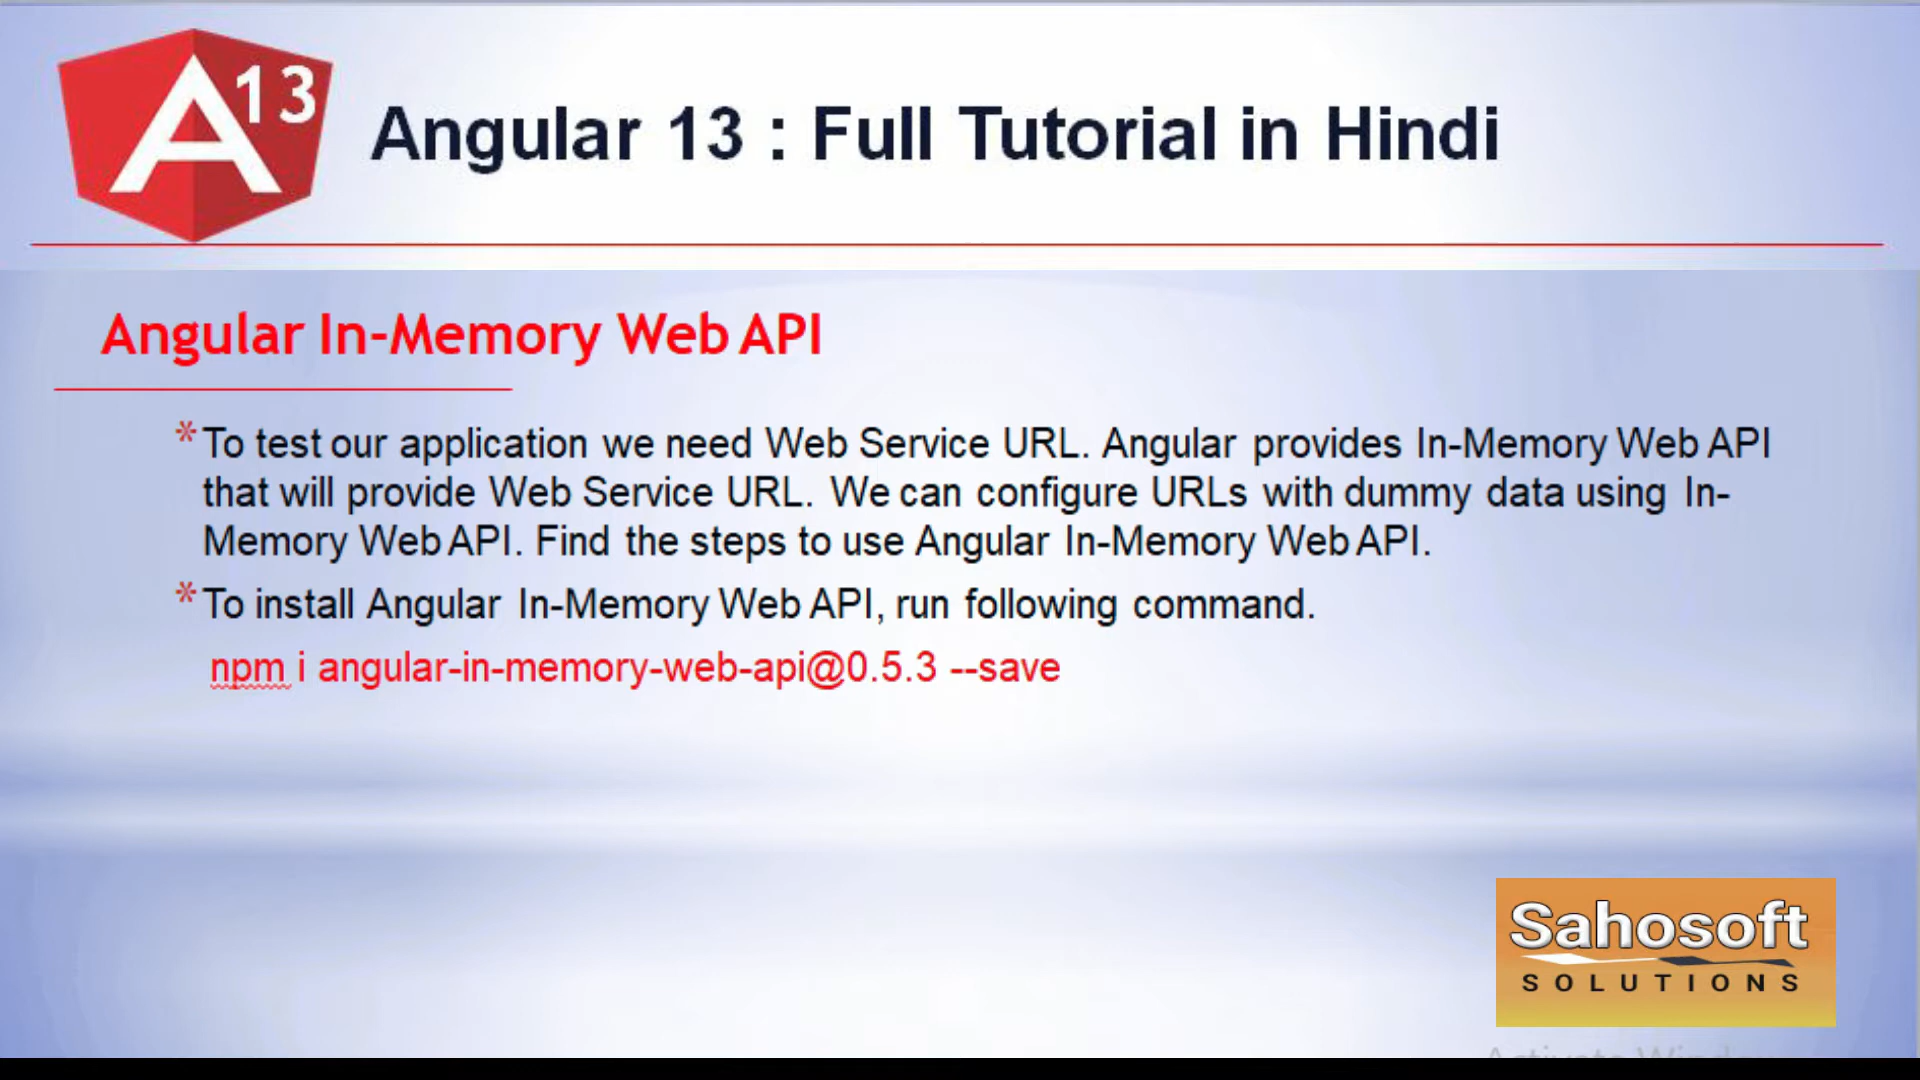 A13
Angular 13 : Full Tutorial in Hindi
Angular In-Memory Web API
* To test our application we need Web Service URL. Angular provides In-Memory Web API
that will provide Web Service URL. We can configure URLs with dummy data using In-
Memory Web API. Find the steps to use Angular In-Memory Web API.
* To install Angular In-Memory Web API, run following command.
npm i angular-in-memory-web-api@0.5.3 --save
Sahosoft
SOLUTIONS